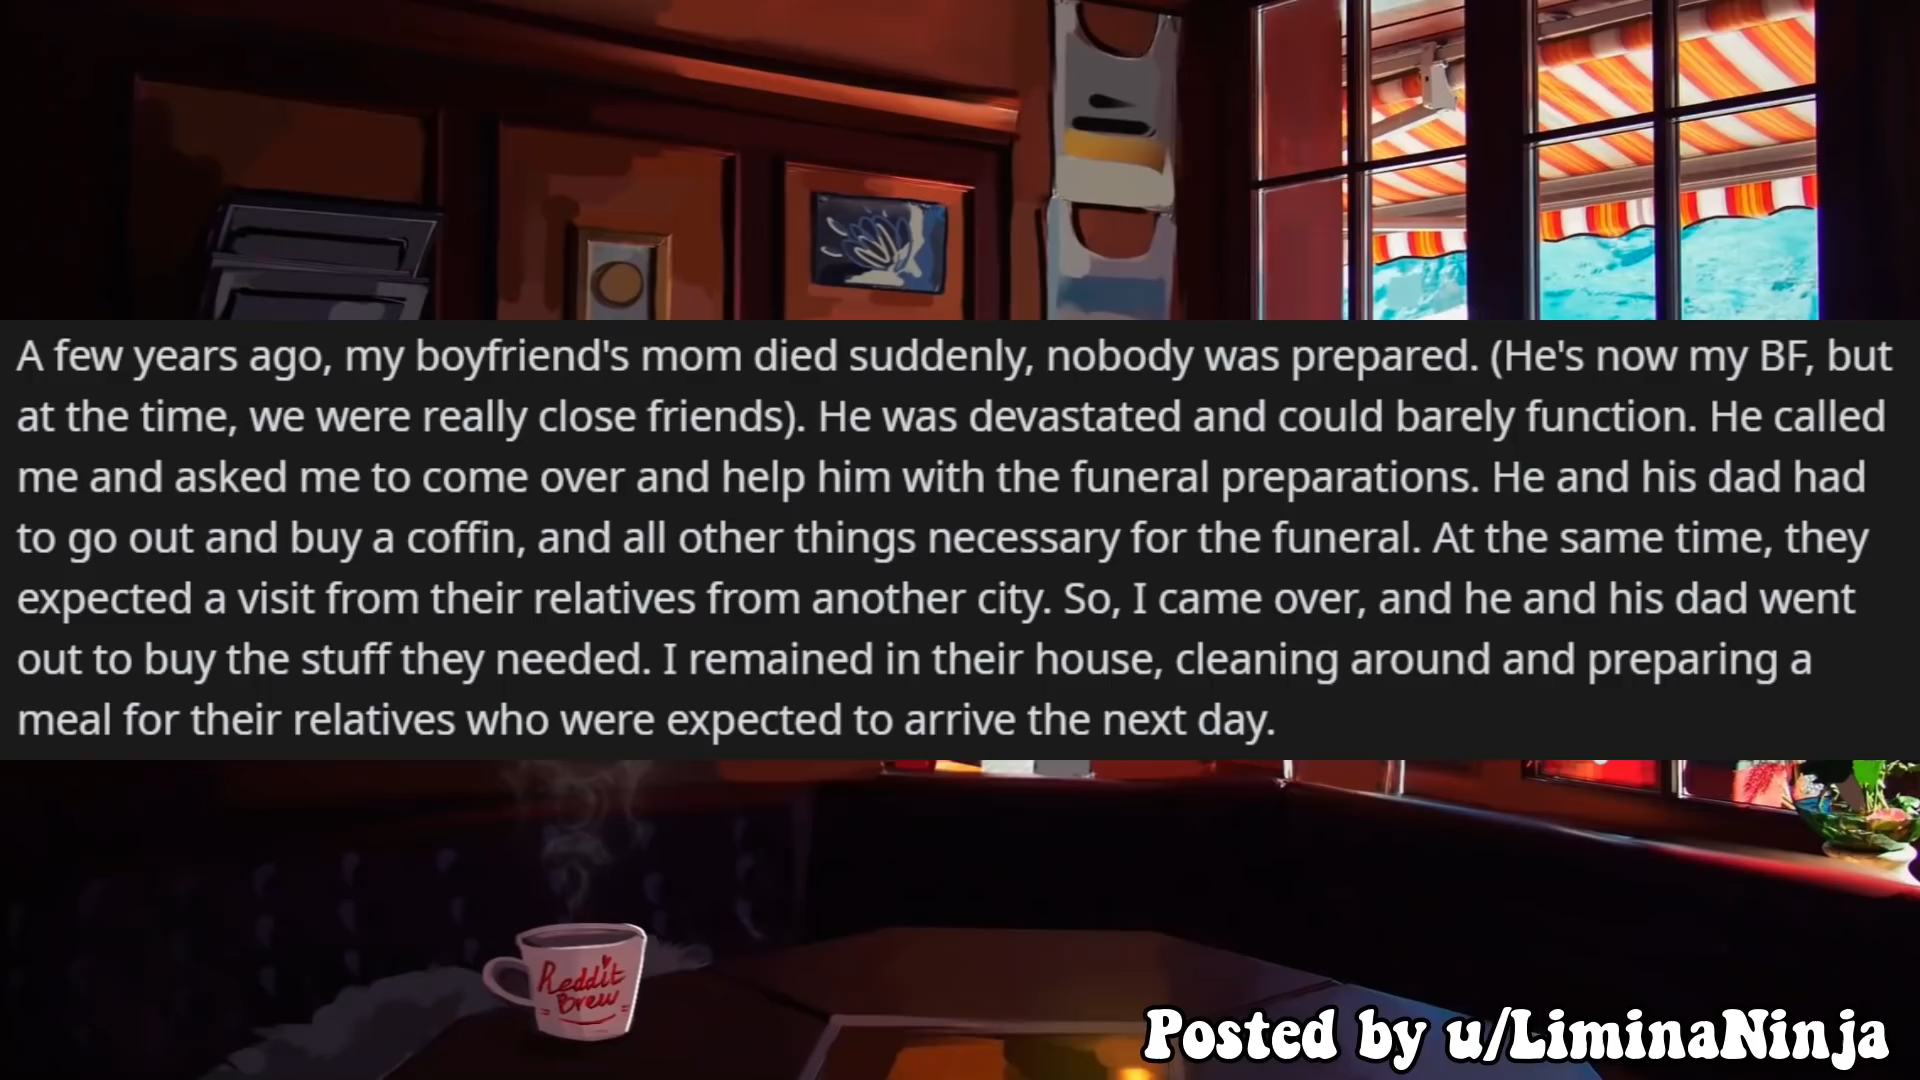 A few years ago, my boyfriend's mom died suddenly, nobody was prepared. (He's now my BF, but
at the time, we were really close friends). He was devastated and could barely function. He called
me and asked me to come over and help him with the funeral preparations. He and his dad had
to go out and buy a coffin, and all other things necessary for the funeral. At the same time, they
expected a visit from their relatives from another city. So, I came over, and he and his dad went
out to buy the stuff they needed. I remained in their house, cleaning around and preparing a
meal for their relatives who were expected to arrive the next day.
Reddit
Brew
Posted by u/LiminaNinja